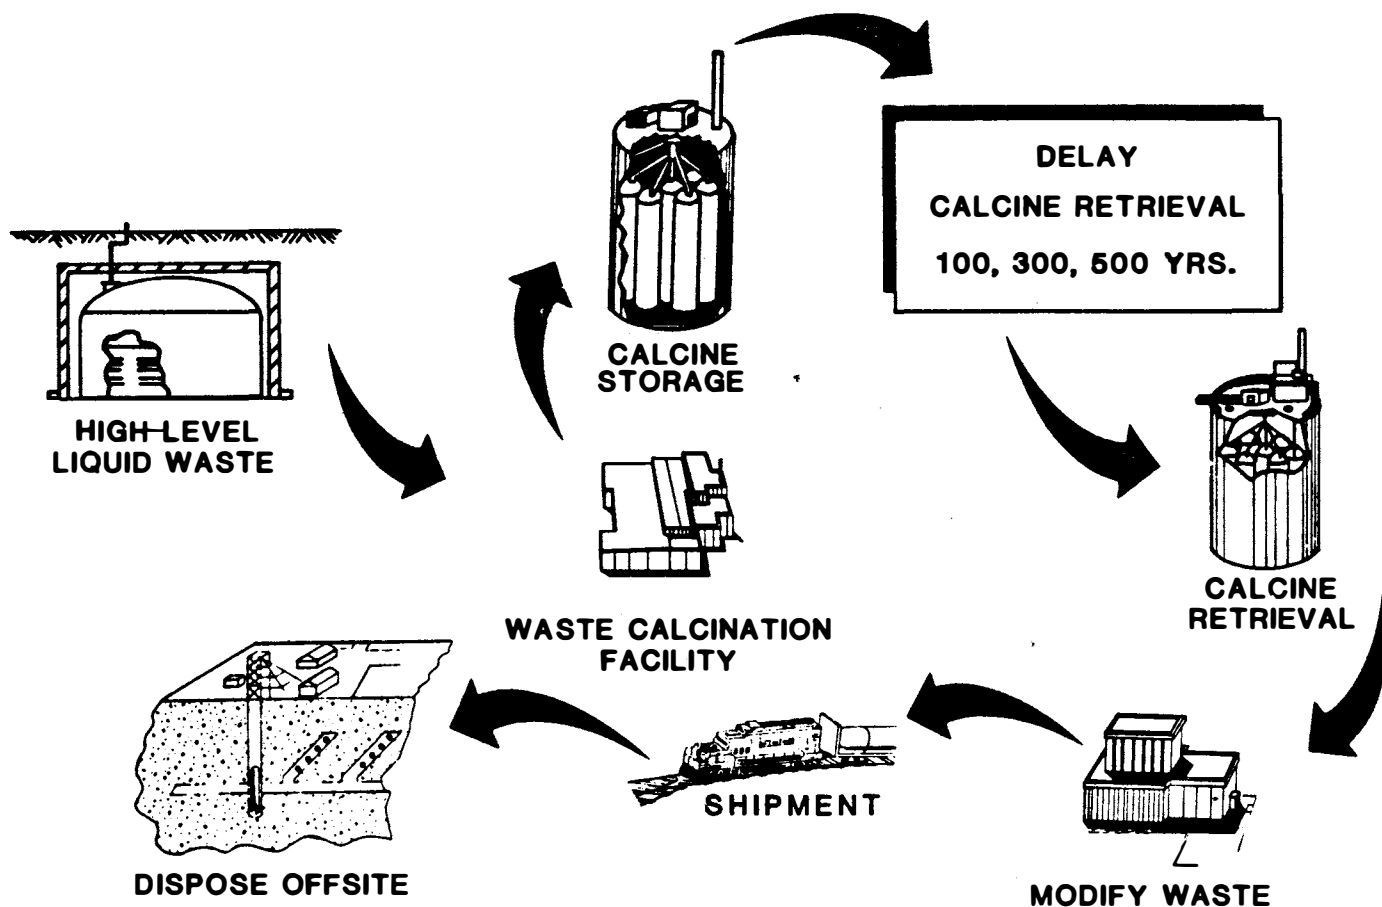 HIGH-LEVEL
LIQUID WASTE
WASTE CALCINATION
FACILITY
CALCINE
STORAGE
DELAY
CALCINE RETRIEVAL
100, 300, 500 YRS.
CALCINE
RETRIEVAL
MODIFY WASTE
SHIPMENT
DISPOSE OFFSITE